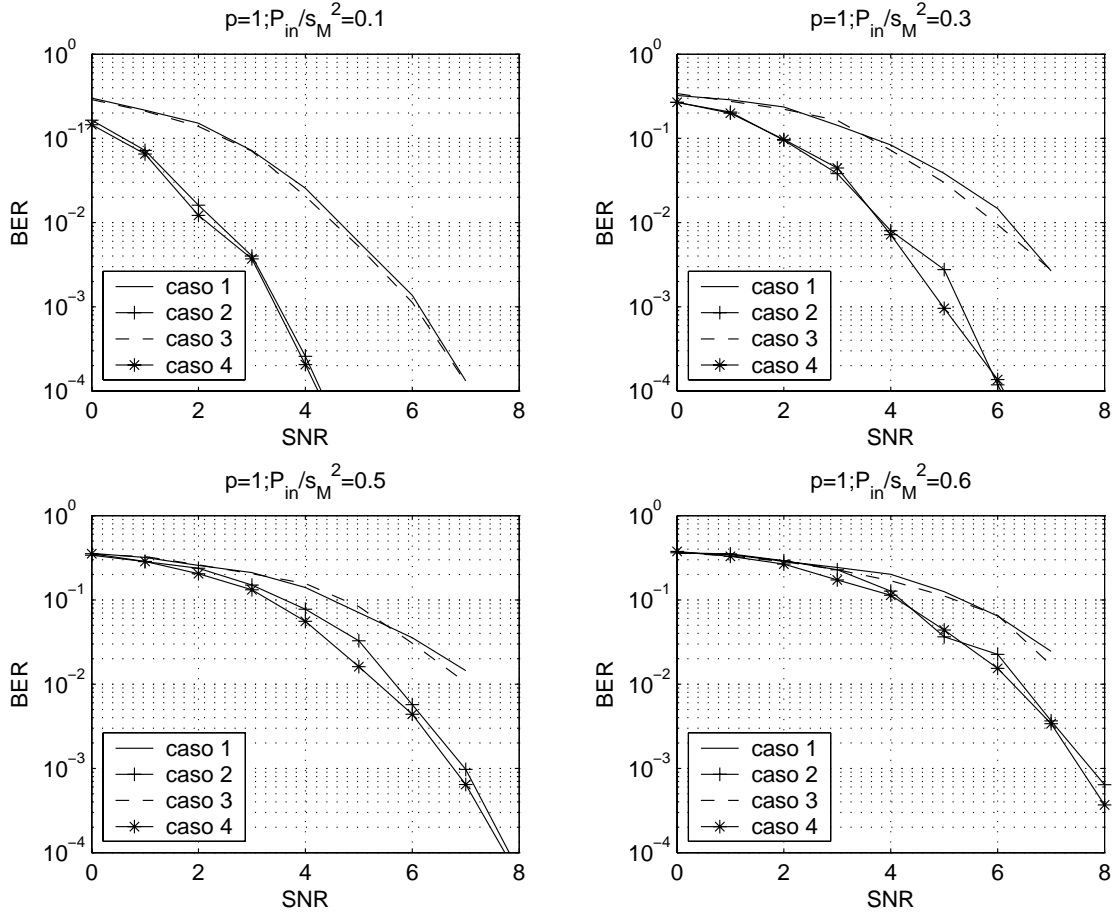 p=1;P_in/s_M^2=0.1
10^0
10^-1
10^-2
10^-3
10^-4
BER
caso 1
caso 2
caso 3
caso 4
0 2 4 6 8
SNR
p=1;P_in/s_M^2=0.3
10^0
10^-1
10^-2
10^-3
10^-4
BER
caso 1
caso 2
caso 3
caso 4
0 2 4 6 8
SNR
p=1;P_in/s_M^2=0.5
10^0
10^-1
10^-2
10^-3
10^-4
BER
caso 1
caso 2
caso 3
caso 4
0 2 4 6 8
SNR
p=1;P_in/s_M^2=0.6
10^0
10^-1
10^-2
10^-3
10^-4
BER
caso 1
caso 2
caso 3
caso 4
0 2 4 6 8
SNR